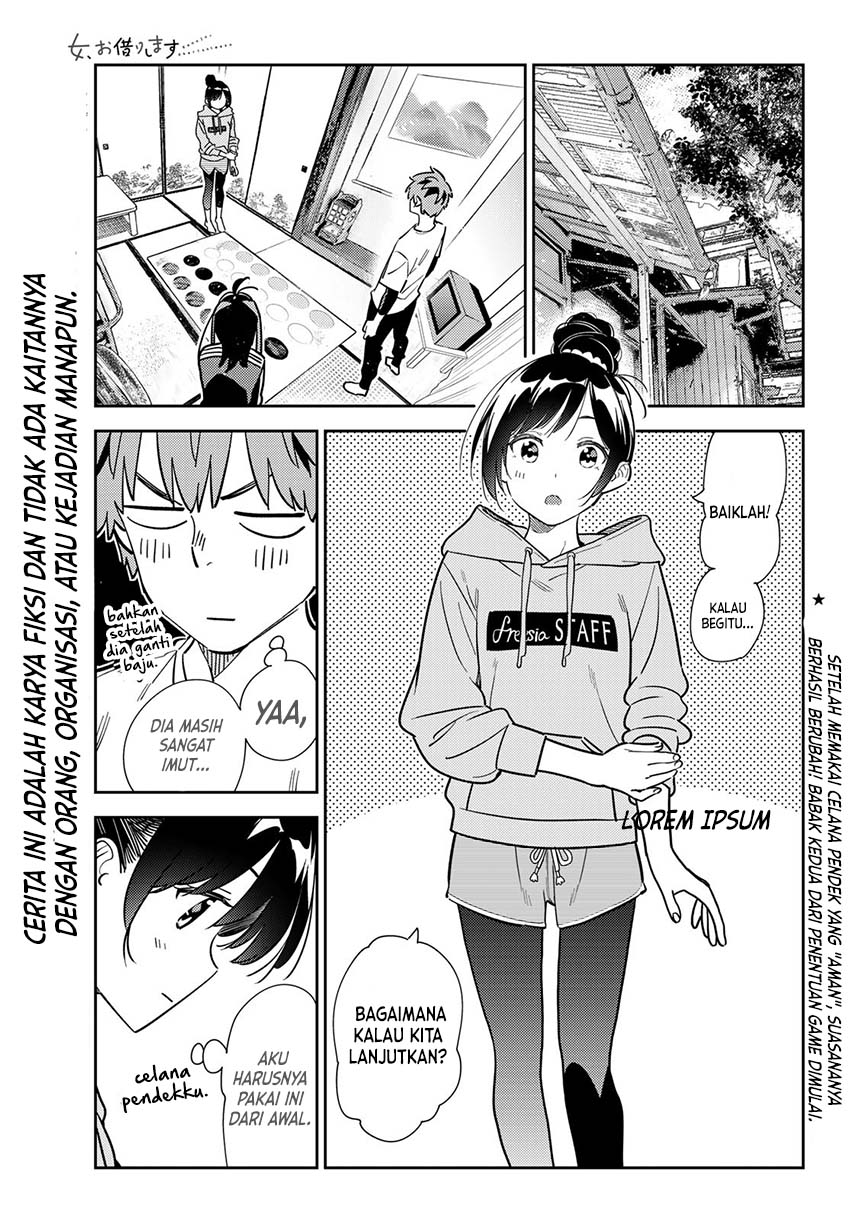 女、お借りします
BAIKLAH!
KALAU
BEGITU...
freesia STAFF
LOREM IPSUM
BAGAIMANA
KALAU KITA
LANJUTKAN?
bahkan
setelah
dia ganti
baju.
YAA,
DIA MASIH
SANGAT
IMUT...
AKU
HARUSNYA
PAKAI INI
DARI AWAL.
celana
pendekku.
★ SETELAH MEMAKAI CELANA PENDEK YANG "AMAN", SUASANANYA
BERHASIL BERUBAH! BABAK KEDUA DARI PENENTUAN GAME DIMULAI.
CERITA INI ADALAH KARYA FIKSI DAN TIDAK ADA KAITANNYA
DENGAN ORANG, ORGANISASI, ATAU KEJADIAN MANAPUN.